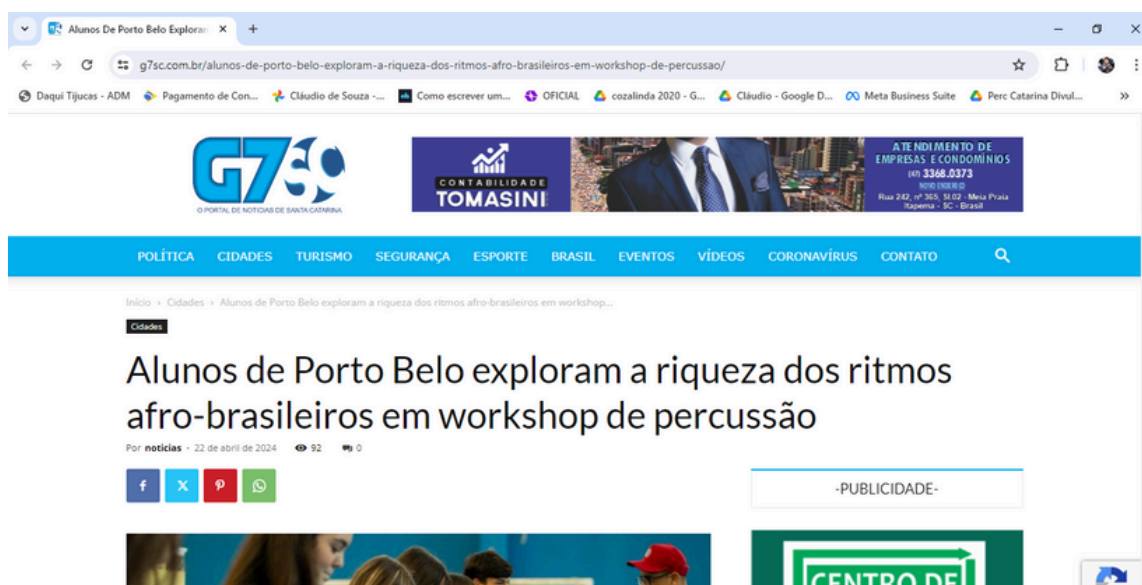 Alunos De Porto Belo Explora
g7sc.com.br/alunos-de-porto-belo-exploram-a-riqueza-dos-ritmos-afro-brasileiros-em-workshop-de-percussao/
Daqui Tijucas - ADM Pagamento de Con... Cláudio de Souza -... Como escrever um... OFICIAL cozalinda 2020 - G... Cláudio - Google D... Meta Business Suite Perc Catarina Divul... »
G7SC
O PORTAL DE NOTÍCIAS DE SANTA CATARINA
CONTABILIDADE
TOMASINI
ATENDIMENTO DE
EMPRESAS E CONDOMÍNIOS
(47) 3368.0373
NOVO ENDEREÇO
Rua 242, nº 365, Sl.02 - Meia Praia
Itapema - SC - Brasil
POLÍTICA CIDADES TURISMO SEGURANÇA ESPORTE BRASIL EVENTOS VÍDEOS CORONAVÍRUS CONTATO
Início › Cidades › Alunos de Porto Belo exploram a riqueza dos ritmos afro-brasileiros em workshop...
Cidades
Alunos de Porto Belo exploram a riqueza dos ritmos
afro-brasileiros em workshop de percussão
Por noticias - 22 de abril de 2024 92 0
-PUBLICIDADE-
CENTRO DE